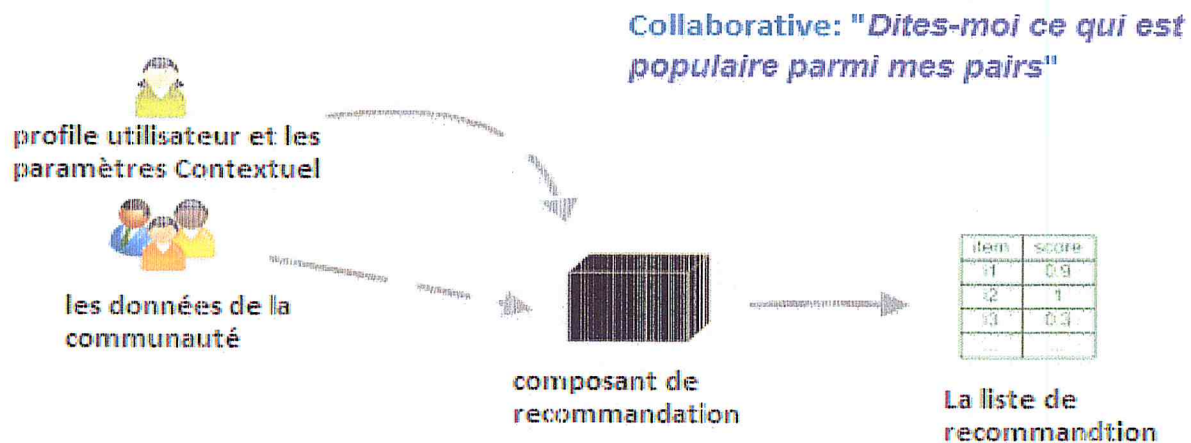 Collaborative: "Dites-moi ce qui est
populaire parmi mes pairs"
profile utilisateur et les
paramètres Contextuel
les données de la
communauté
composant de
recommandation
item score
i1 0.9
i2 1
i3 0.3
... ...
La liste de
recommandtion